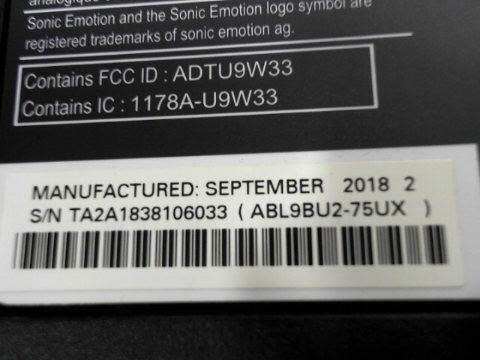 Sonic Emotion and the Sonic Emotion logo symbol are
registered trademarks of sonic emotion ag.
Contains FCC ID : ADTU9W33
Contains IC : 1178A-U9W33
MANUFACTURED: SEPTEMBER 2018 2
S/N TA2A1838106033 ( ABL9BU2-75UX )